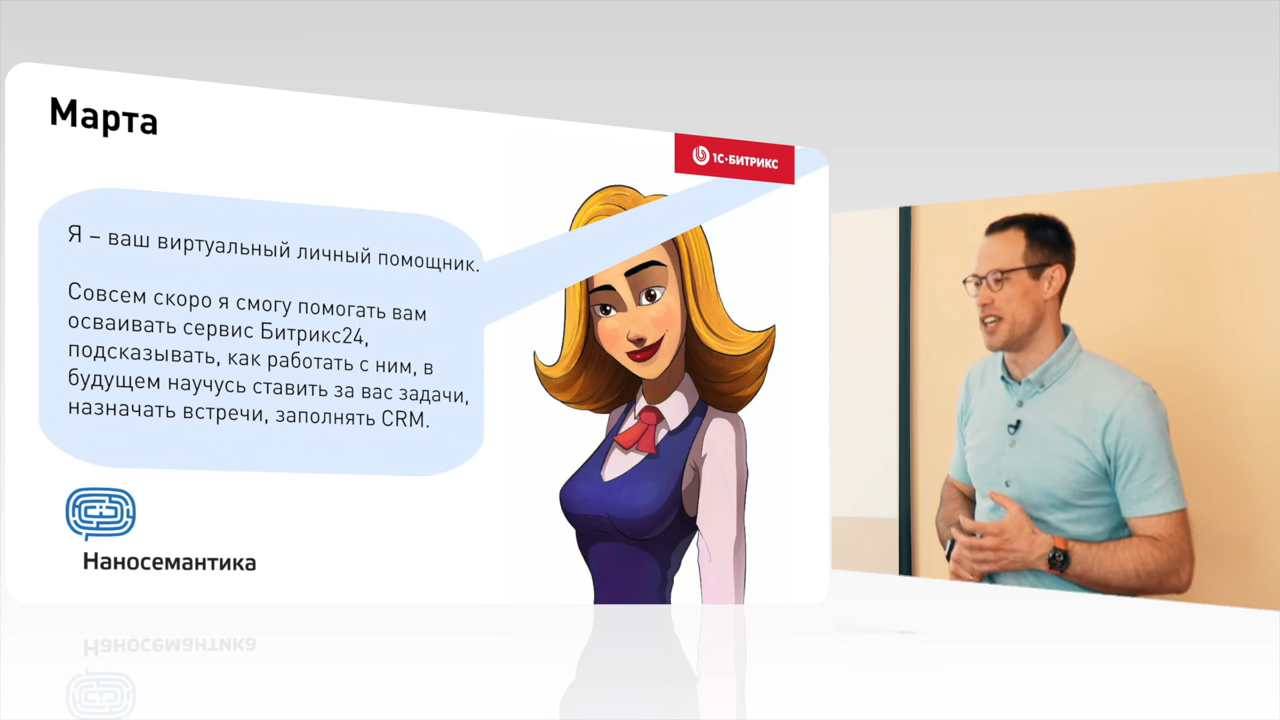 Марта
1С·БИТРИКС
Я – ваш виртуальный личный помощник.
Совсем скоро я смогу помогать вам
осваивать сервис Битрикс24,
подсказывать, как работать с ним, в
будущем научусь ставить за вас задачи,
назначать встречи, заполнять CRM.
Наносемантика